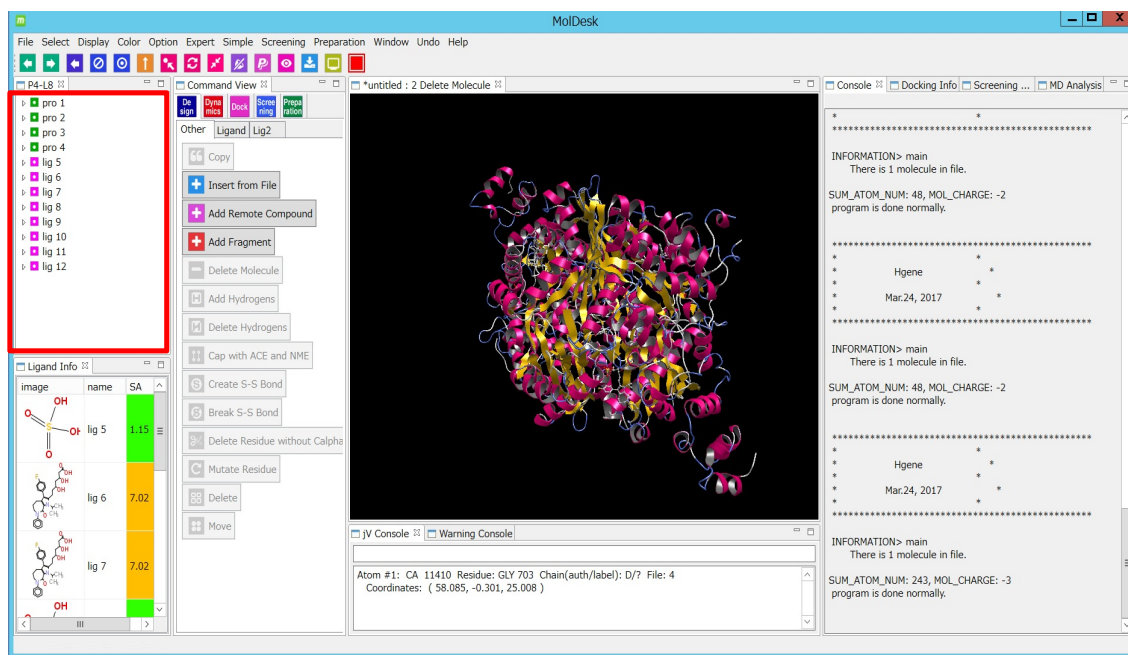 MolDesk
File Select Display Color Option Expert Simple Screening Preparation Window Undo Help
P4-L8
pro 1
pro 2
pro 3
pro 4
lig 5
lig 6
lig 7
lig 8
lig 9
lig 10
lig 11
lig 12
Ligand Info
image name SA
lig 5 1.15
lig 6 7.02
lig 7 7.02
OH
Command View
De sign Dyna mics Dock Scree ning Prepa ration
Other Ligand Lig2
Copy
Insert from File
Add Remote Compound
Add Fragment
Delete Molecule
Add Hydrogens
Delete Hydrogens
Cap with ACE and NME
Create S-S Bond
Break S-S Bond
Delete Residue without Calpha
Mutate Residue
Delete
Move
*untitled : 2 Delete Molecule
jV Console Warning Console
Atom #1: CA 11410 Residue: GLY 703 Chain(auth/label): D/? File: 4
Coordinates: ( 58.085, -0.301, 25.008 )
Console Docking Info Screening ... MD Analysis
* *
************************************************
INFORMATION> main
There is 1 molecule in file.
SUM_ATOM_NUM: 48, MOL_CHARGE: -2
program is done normally.
************************************************
* *
* Hgene *
* Mar.24, 2017 *
* *
************************************************
INFORMATION> main
There is 1 molecule in file.
SUM_ATOM_NUM: 48, MOL_CHARGE: -2
program is done normally.
************************************************
* *
* Hgene *
* Mar.24, 2017 *
* *
************************************************
INFORMATION> main
There is 1 molecule in file.
SUM_ATOM_NUM: 243, MOL_CHARGE: -3
program is done normally.